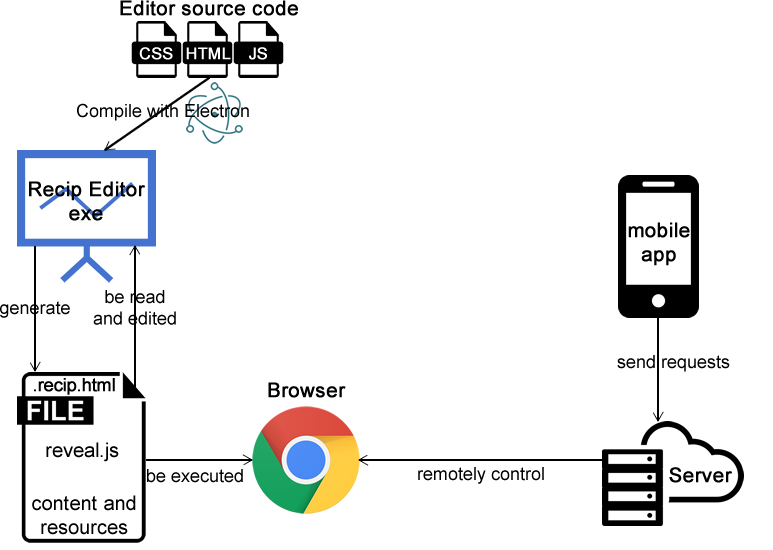 Editor source code
CSS
HTML
JS
Compile with Electron
Recip Editor
exe
generate
be read
and edited
.recip.html
FILE
reveal.js
content and
resources
be executed
Browser
remotely control
mobile
app
send requests
Server